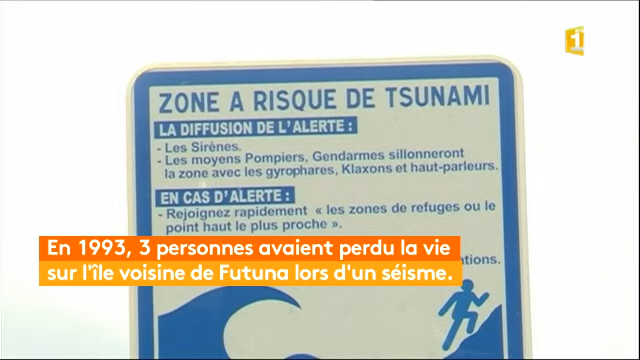 1
ZONE A RISQUE DE TSUNAMI
LA DIFFUSION DE L'ALERTE :
- Les Sirènes.
- Les moyens Pompiers, Gendarmes sillonneront
la zone avec les gyrophares, Klaxons et haut-parleurs.
EN CAS D'ALERTE :
- Rejoignez rapidement « les zones de refuges ou le
point haut le plus proche ».
En 1993, 3 personnes avaient perdu la vie
sur l'île voisine de Futuna lors d'un séisme.